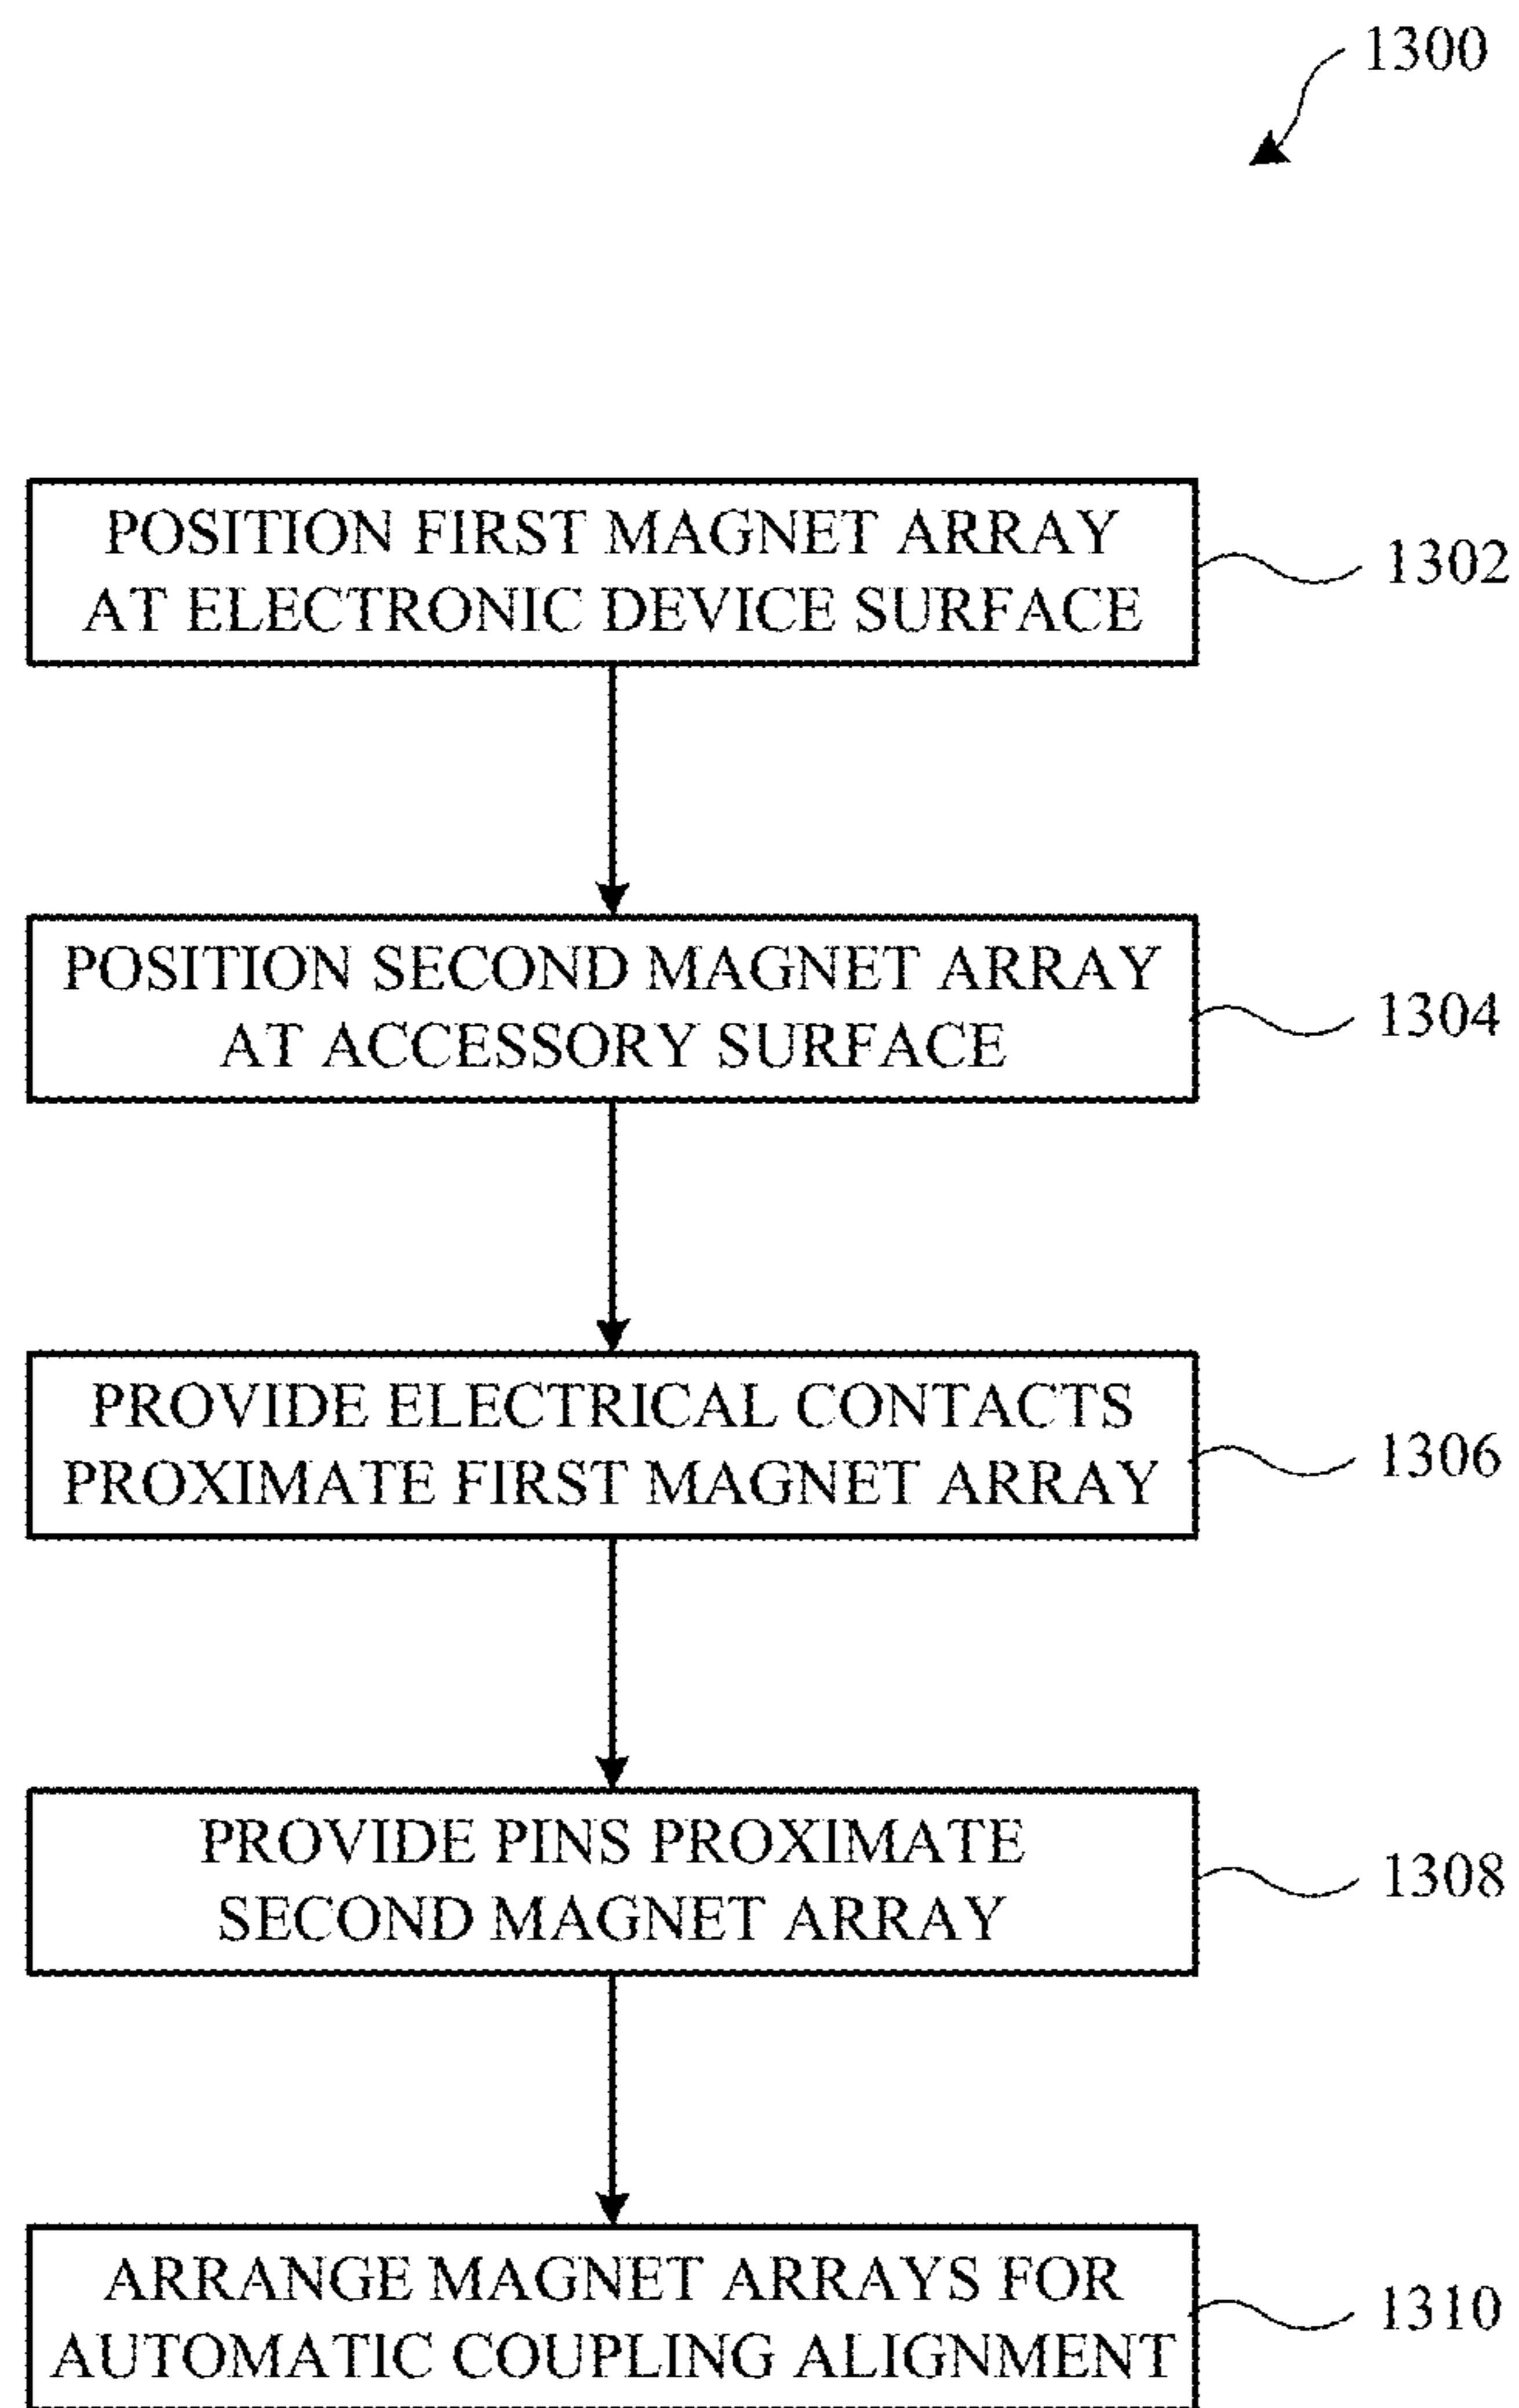 1300
POSITION FIRST MAGNET ARRAY
AT ELECTRONIC DEVICE SURFACE
1302
POSITION SECOND MAGNET ARRAY
AT ACCESSORY SURFACE
1304
PROVIDE ELECTRICAL CONTACTS
PROXIMATE FIRST MAGNET ARRAY
1306
PROVIDE PINS PROXIMATE
SECOND MAGNET ARRAY
1308
ARRANGE MAGNET ARRAYS FOR
AUTOMATIC COUPLING ALIGNMENT
1310